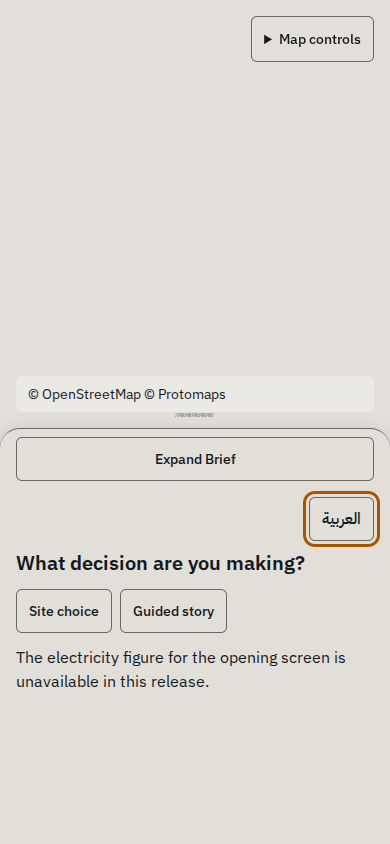 Map controls
© OpenStreetMap © Protomaps
Expand Brief
العربية
What decision are you making?
Site choice
Guided story
The electricity figure for the opening screen is
unavailable in this release.